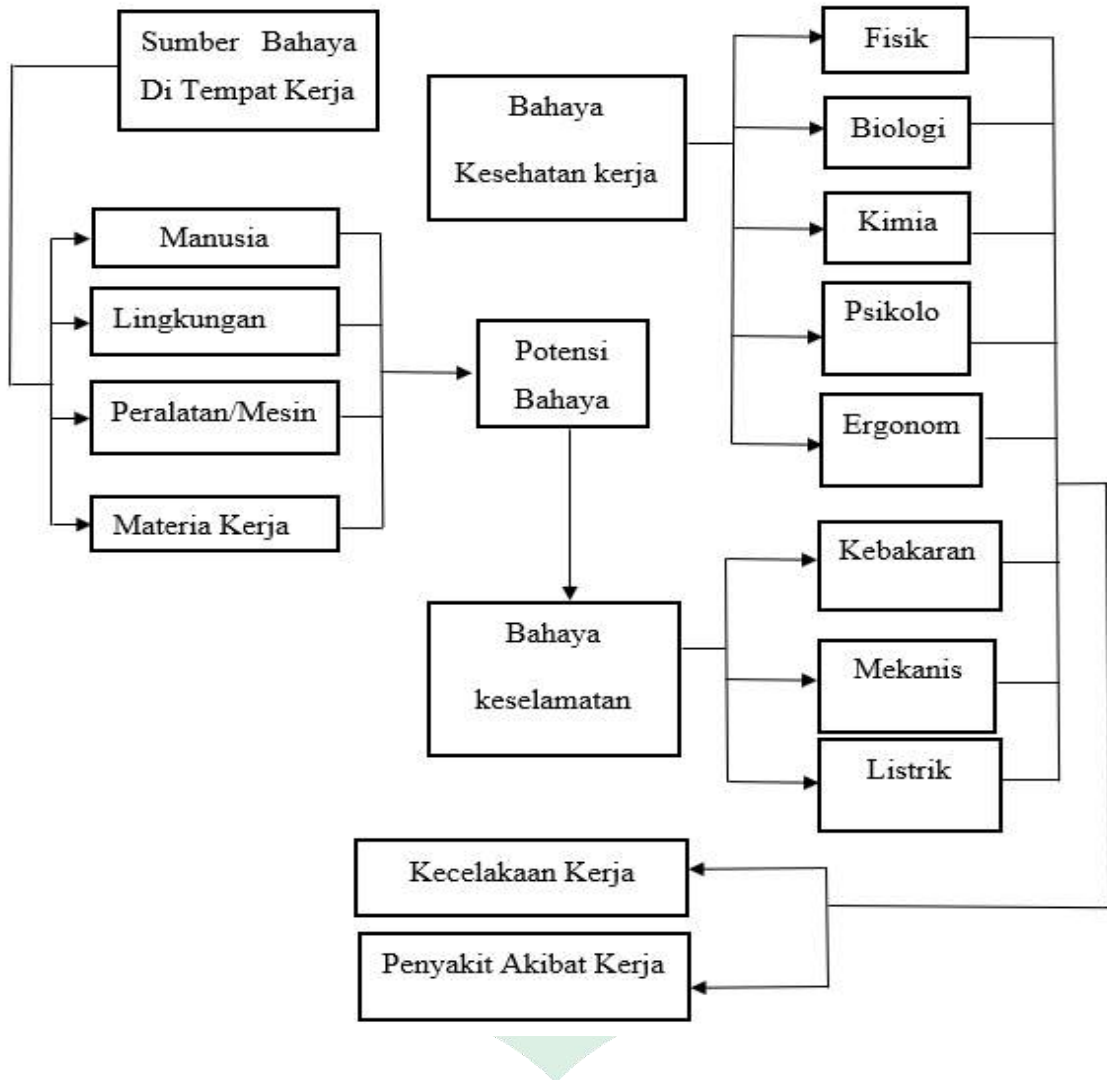 Sumber Bahaya
Di Tempat Kerja
Manusia
Lingkungan
Peralatan/Mesin
Materia Kerja
Potensi
Bahaya
Bahaya
Kesehatan kerja
Fisik
Biologi
Kimia
Psikolo
Ergonom
Bahaya
keselamatan
Kebakaran
Mekanis
Listrik
Kecelakaan Kerja
Penyakit Akibat Kerja